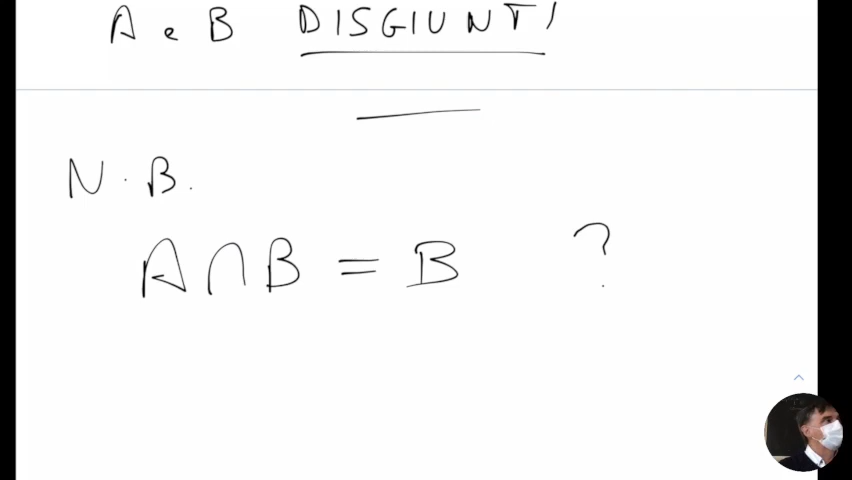 A e B DISGIUNTI
N.B.
A∩B = B ?